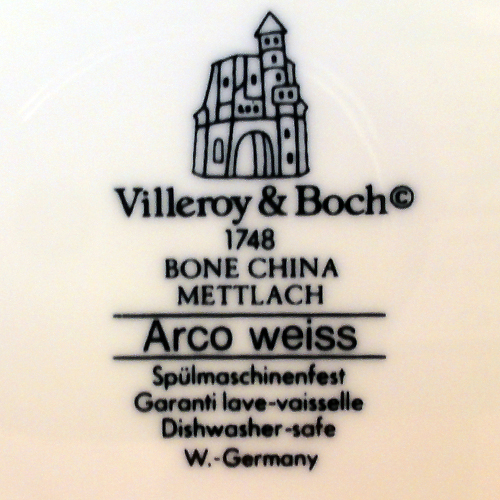 Villeroy & Boch©
1748
BONE CHINA
METTLACH
Arco weiss
Spülmaschinenfest
Garanti lave-vaisselle
Dishwasher-safe
W.-Germany